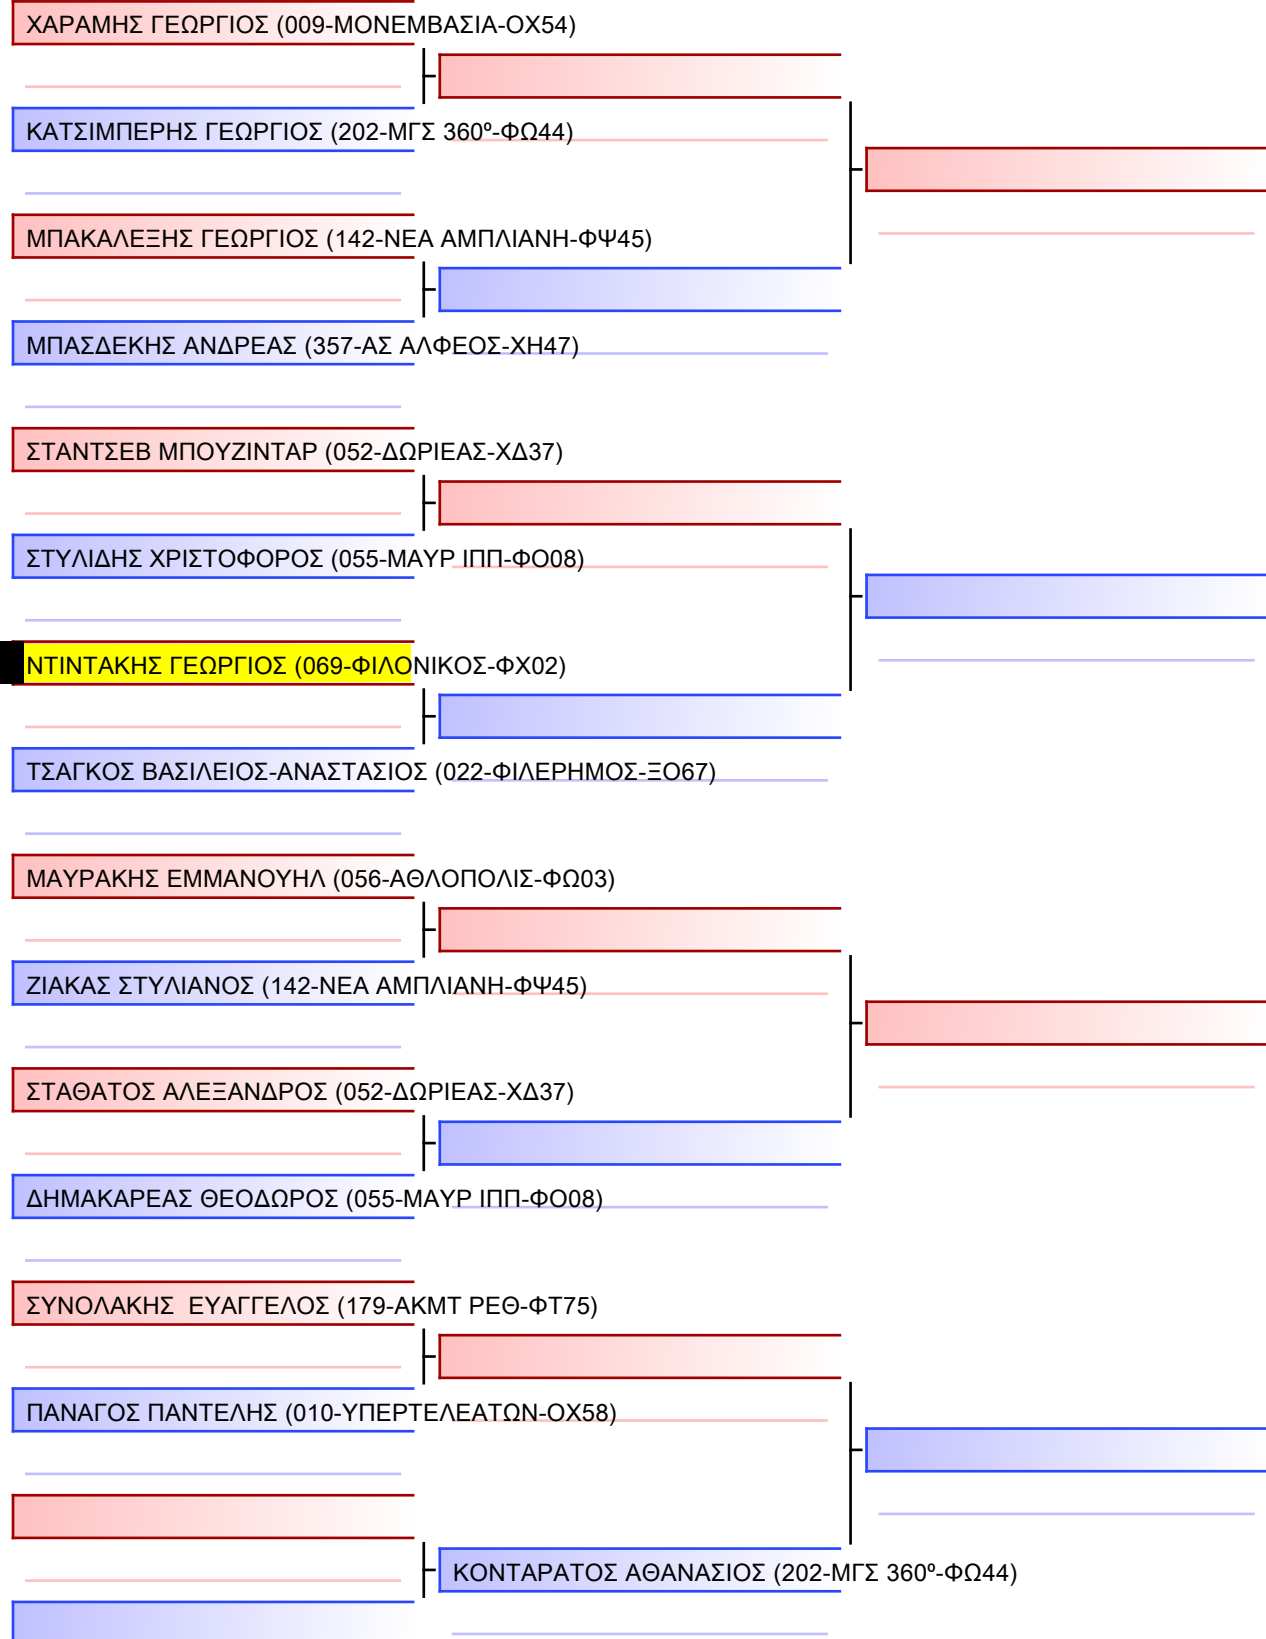 ΧΑΡΑΜΗΣ ΓΕΩΡΓΙΟΣ (009-ΜΟΝΕΜΒΑΣΙΑ-ΟΧ54)
ΚΑΤΣΙΜΠΕΡΗΣ ΓΕΩΡΓΙΟΣ (202-ΜΓΣ 360º-ΦΩ44)
ΜΠΑΚΑΛΕΞΗΣ ΓΕΩΡΓΙΟΣ (142-ΝΕΑ ΑΜΠΛΙΑΝΗ-ΦΨ45)
ΜΠΑΣΔΕΚΗΣ ΑΝΔΡΕΑΣ (357-ΑΣ ΑΛΦΕΟΣ-ΧΗ47)
ΣΤΑΝΤΣΕΒ ΜΠΟΥΖΙΝΤΑΡ (052-ΔΩΡΙΕΑΣ-ΧΔ37)
ΣΤΥΛΙΔΗΣ ΧΡΙΣΤΟΦΟΡΟΣ (055-ΜΑΥΡ ΙΠΠ-ΦΟ08)
ΝΤΙΝΤΑΚΗΣ ΓΕΩΡΓΙΟΣ (069-ΦΙΛΟΝΙΚΟΣ-ΦΧ02)
ΤΣΑΓΚΟΣ ΒΑΣΙΛΕΙΟΣ-ΑΝΑΣΤΑΣΙΟΣ (022-ΦΙΛΕΡΗΜΟΣ-ΞΟ67)
ΜΑΥΡΑΚΗΣ ΕΜΜΑΝΟΥΗΛ (056-ΑΘΛΟΠΟΛΙΣ-ΦΩ03)
ΖΙΑΚΑΣ ΣΤΥΛΙΑΝΟΣ (142-ΝΕΑ ΑΜΠΛΙΑΝΗ-ΦΨ45)
ΣΤΑΘΑΤΟΣ ΑΛΕΞΑΝΔΡΟΣ (052-ΔΩΡΙΕΑΣ-ΧΔ37)
ΔΗΜΑΚΑΡΕΑΣ ΘΕΟΔΩΡΟΣ (055-ΜΑΥΡ ΙΠΠ-ΦΟ08)
ΣΥΝΟΛΑΚΗΣ  ΕΥΑΓΓΕΛΟΣ (179-ΑΚΜΤ ΡΕΘ-ΦΤ75)
ΠΑΝΑΓΟΣ ΠΑΝΤΕΛΗΣ (010-ΥΠΕΡΤΕΛΕΑΤΩΝ-ΟΧ58)
ΚΟΝΤΑΡΑΤΟΣ ΑΘΑΝΑΣΙΟΣ (202-ΜΓΣ 360º-ΦΩ44)